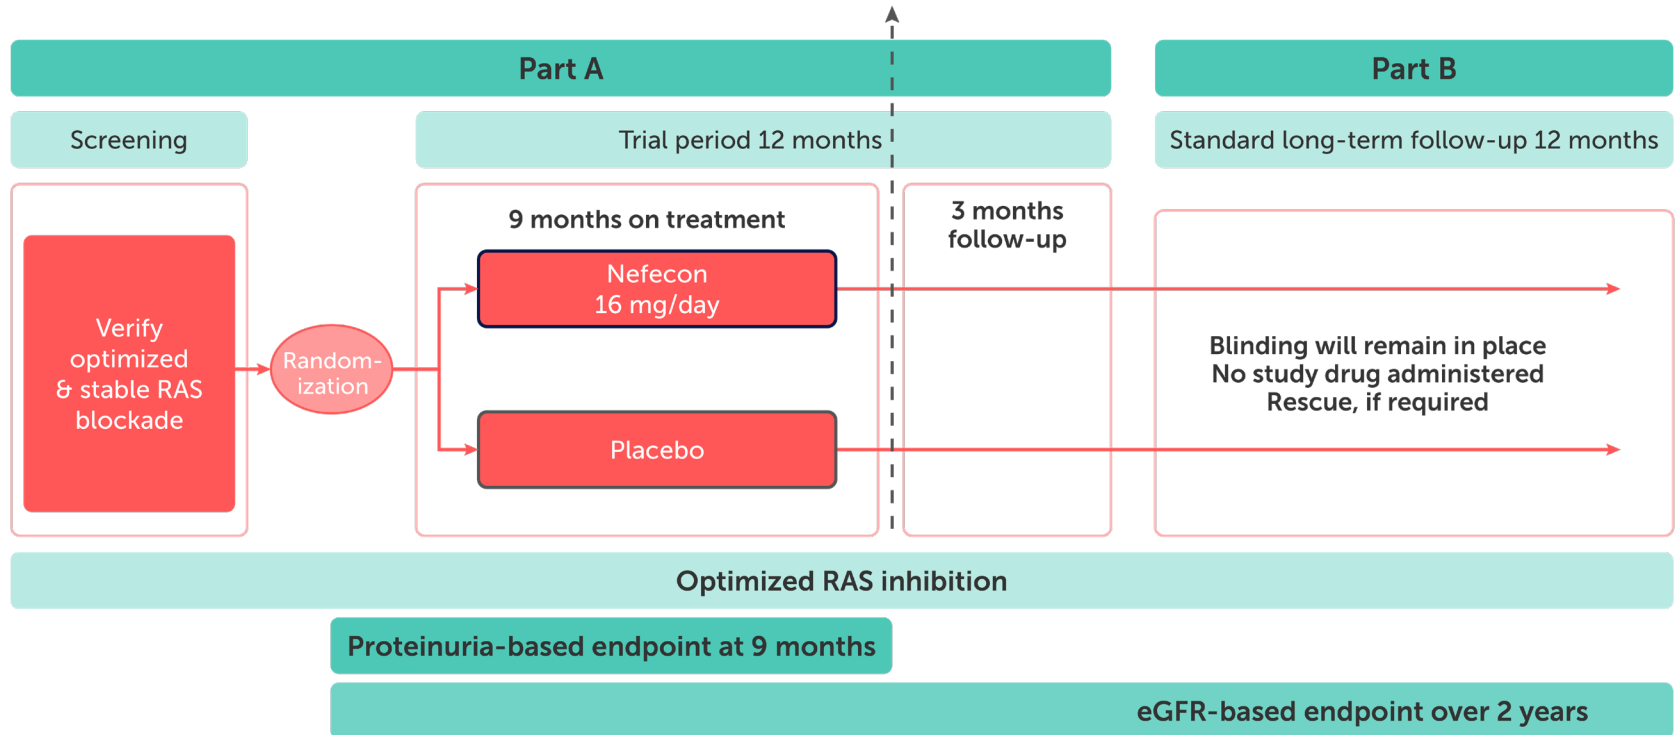 Part A
Part B
Screening
Trial period 12 months
Standard long-term follow-up 12 months
Verify
optimized
& stable RAS
blockade
Random-
ization
9 months on treatment
Nefecon
16 mg/day
Placebo
3 months
follow-up
Blinding will remain in place
No study drug administered
Rescue, if required
Optimized RAS inhibition
Proteinuria-based endpoint at 9 months
eGFR-based endpoint over 2 years